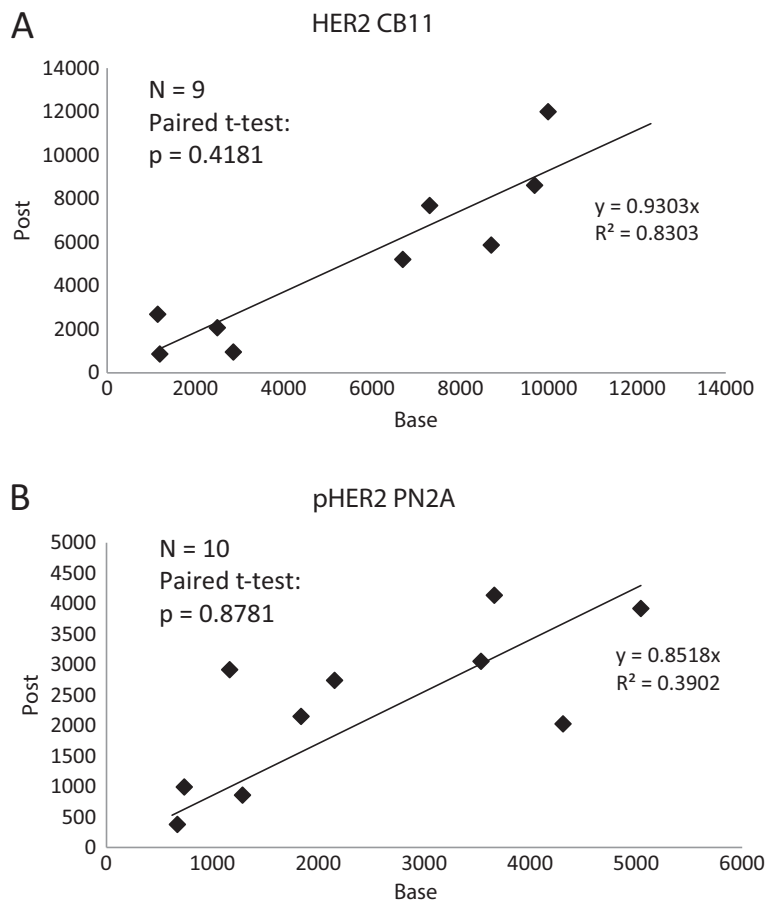 A
HER2 CB11
14000
12000
10000
8000
6000
4000
2000
0
Post
N = 9
Paired t-test:
p = 0.4181
y = 0.9303x
R² = 0.8303
0 2000 4000 6000 8000 10000 12000 14000
Base
B
pHER2 PN2A
5000
4500
4000
3500
3000
2500
2000
1500
1000
500
0
Post
N = 10
Paired t-test:
p = 0.8781
y = 0.8518x
R² = 0.3902
0 1000 2000 3000 4000 5000 6000
Base